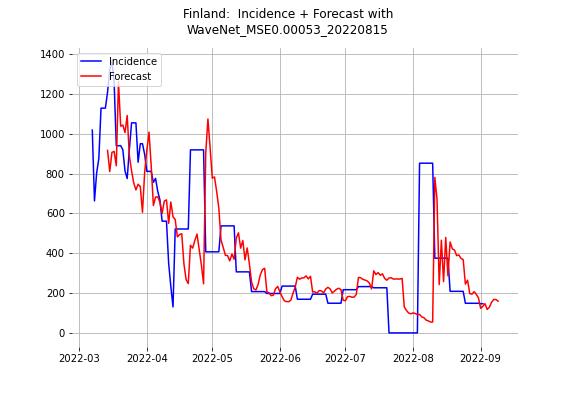 Finland:  Incidence + Forecast with
WaveNet_MSE0.00053_20220815
1400
1200
1000
800
600
400
200
0
Incidence
Forecast
2022-03 2022-04 2022-05 2022-06 2022-07 2022-08 2022-09